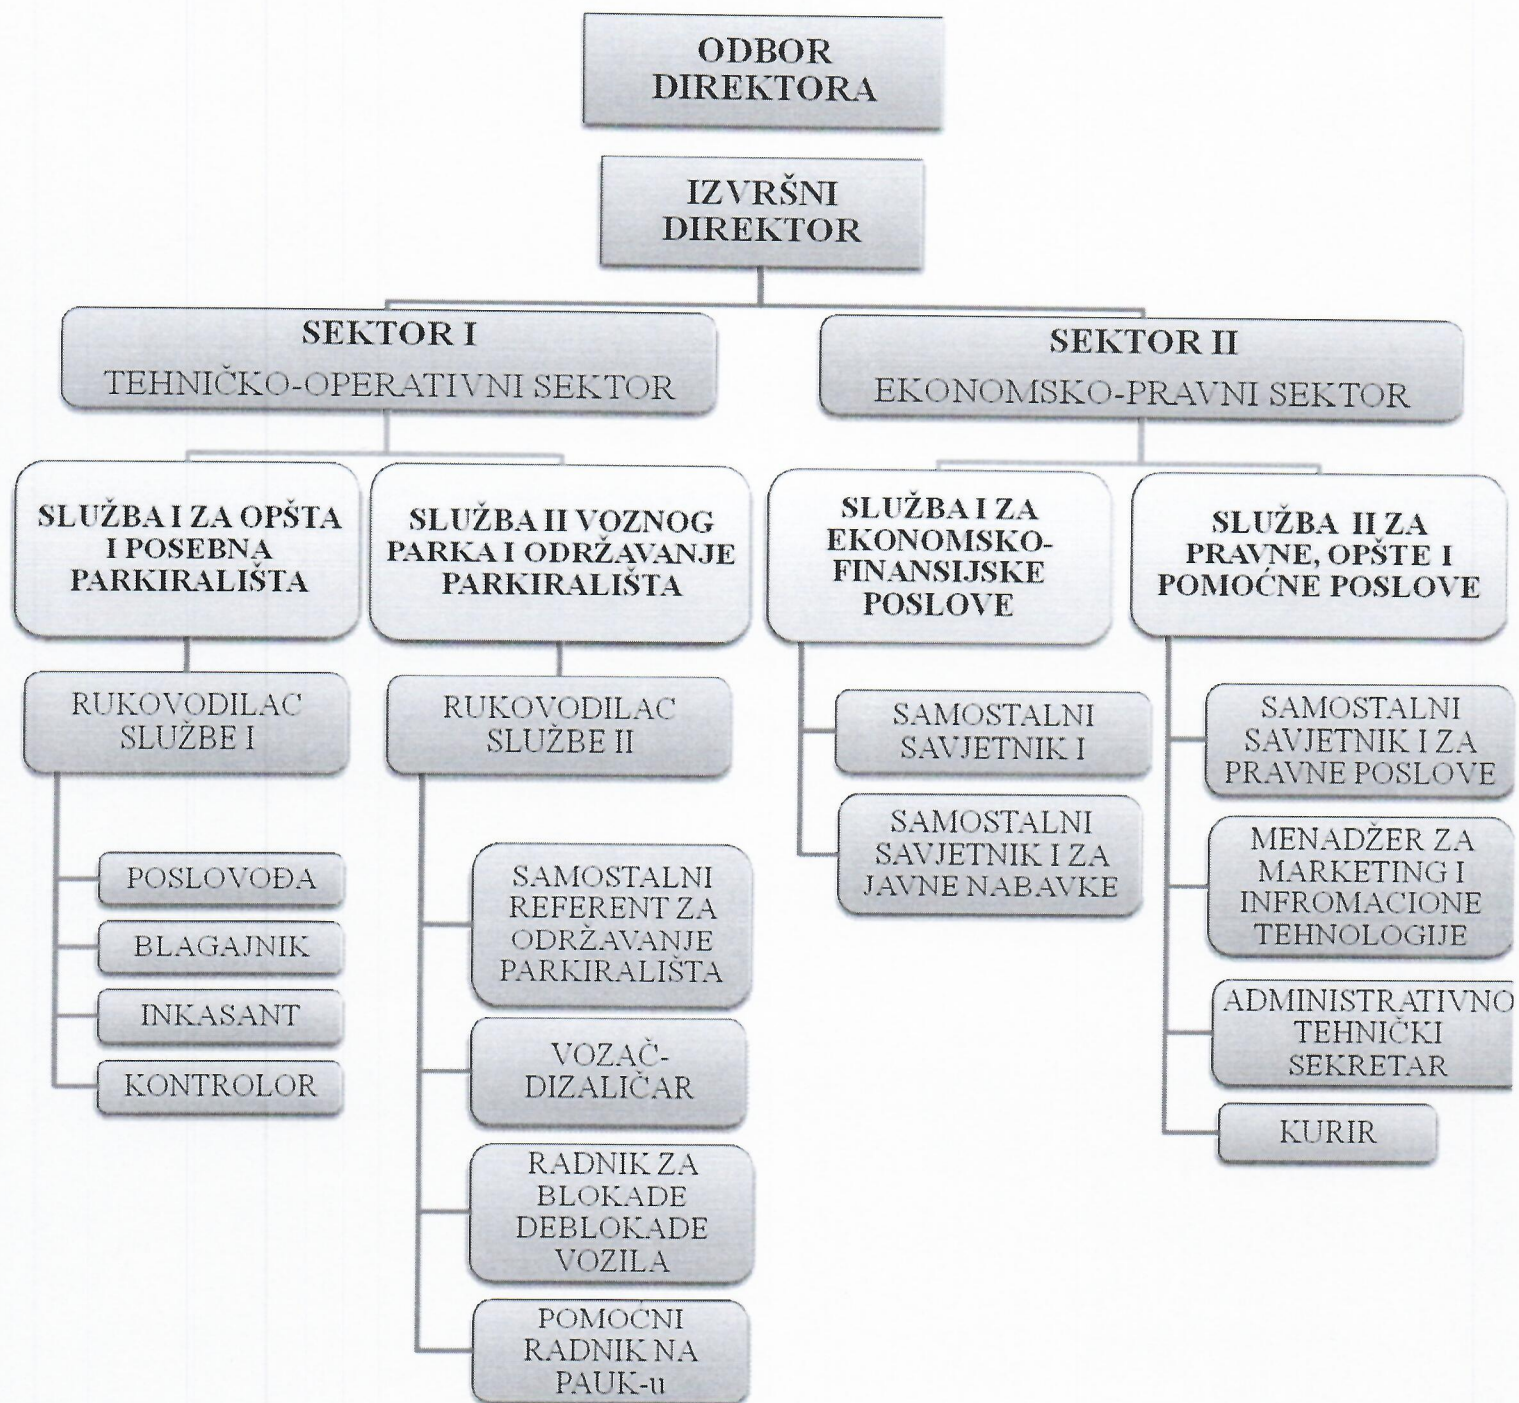 ODBOR
DIREKTORA
IZVRŠNI
DIREKTOR
SEKTOR I
TEHNIČKO-OPERATIVNI SEKTOR
SEKTOR II
EKONOMSKO-PRAVNI SEKTOR
SLUŽBA I ZA OPŠTA
I POSEBNA
PARKIRALIŠTA
SLUŽBA II VOZNOG
PARKA I ODRŽAVANJE
PARKIRALIŠTA
SLUŽBA I ZA
EKONOMSKO-
FINANSIJSKE
POSLOVE
SLUŽBA II ZA
PRAVNE, OPŠTE I
POMOĆNE POSLOVE
RUKOVODILAC
SLUŽBE I
POSLOVOĐA
BLAGAJNIK
INKASANT
KONTROLOR
RUKOVODILAC
SLUŽBE II
SAMOSTALNI
REFERENT ZA
ODRŽAVANJE
PARKIRALIŠTA
VOZAČ-
DIZALIČAR
RADNIK ZA
BLOKADE
DEBLOKADE
VOZILA
POMOĆNI
RADNIK NA
PAUK-u
SAMOSTALNI
SAVJETNIK I
SAMOSTALNI
SAVJETNIK I ZA
JAVNE NABAVKE
SAMOSTALNI
SAVJETNIK I ZA
PRAVNE POSLOVE
MENADŽER ZA
MARKETING I
INFROMACIONE
TEHNOLOGIJE
ADMINISTRATIVNO
TEHNIČKI
SEKRETAR
KURIR